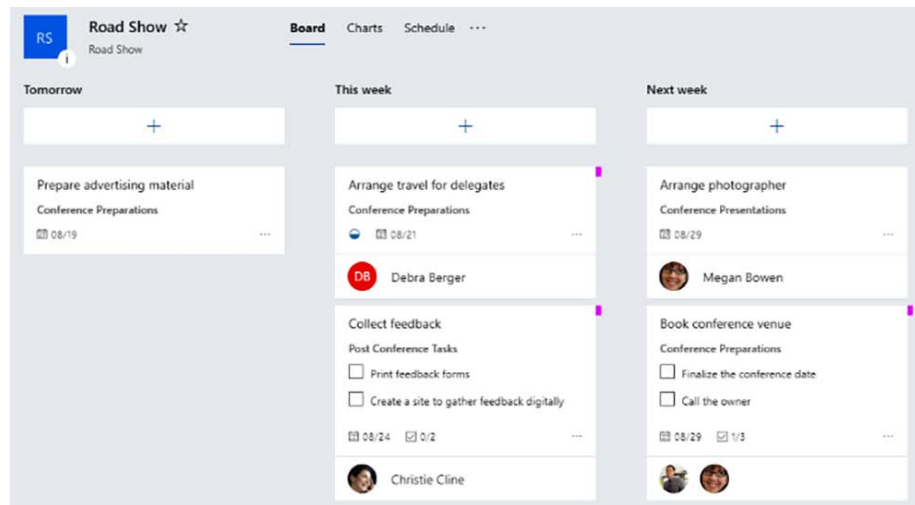 RS
Road Show
Road Show
Board Charts Schedule ...
Tomorrow
Prepare advertising material
Conference Preparations
08/19
This week
Arrange travel for delegates
Conference Preparations
08/21
DB Debra Berger
Collect feedback
Post Conference Tasks
Print feedback forms
Create a site to gather feedback digitally
08/24 0/2
Christie Cline
Next week
Arrange photographer
Conference Presentations
08/29
Megan Bowen
Book conference venue
Conference Preparations
Finalize the conference date
Call the owner
08/29 1/3